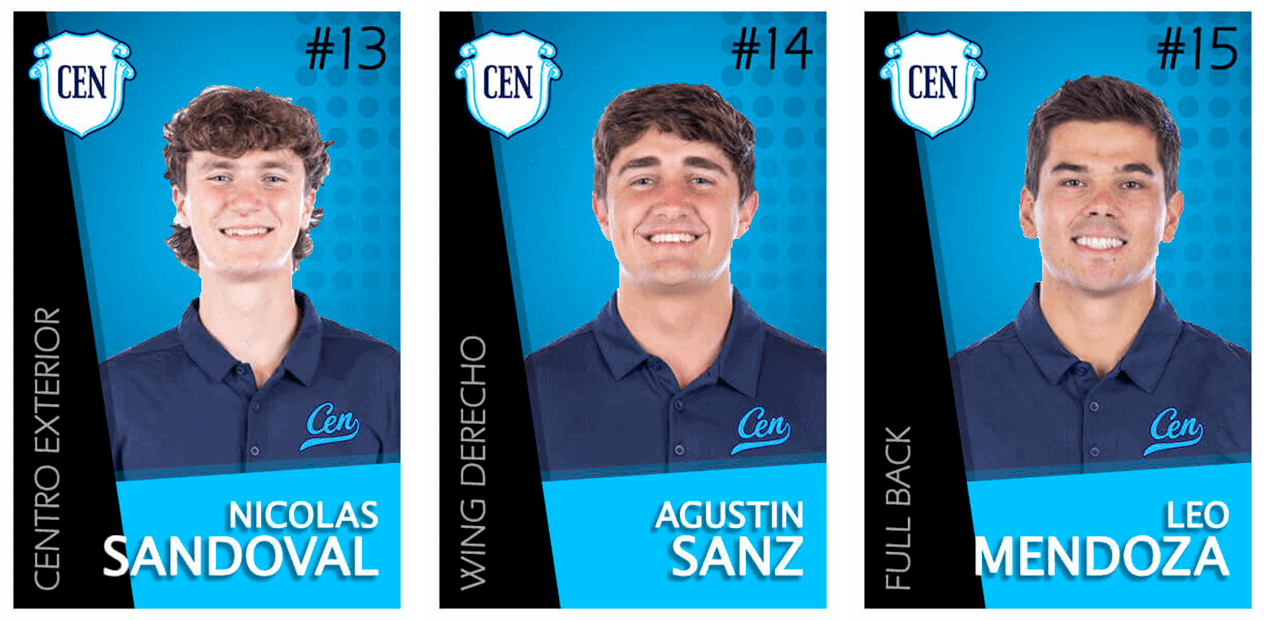 CEN
#13
CENTRO EXTERIOR
Cen
NICOLAS
SANDOVAL
CEN
#14
WING DERECHO
Cen
AGUSTIN
SANZ
CEN
#15
FULL BACK
Cen
LEO
MENDOZA